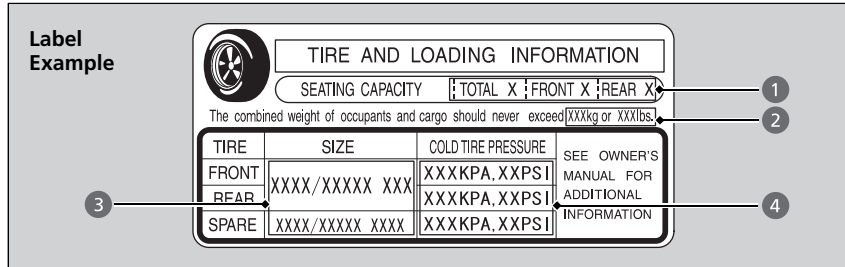 Label
Example
TIRE AND LOADING INFORMATION
SEATING CAPACITY TOTAL X FRONT X REAR X
1
The combined weight of occupants and cargo should never exceed XXXkg or XXXlbs.
2
TIRE SIZE COLD TIRE PRESSURE
SEE OWNER'S
MANUAL FOR
ADDITIONAL
INFORMATION
FRONT XXXX/XXXXX XXX XXXKPA, XXPSI
REAR XXXKPA, XXPSI
3
4
SPARE XXXX/XXXXX XXXX XXXKPA, XXPSI